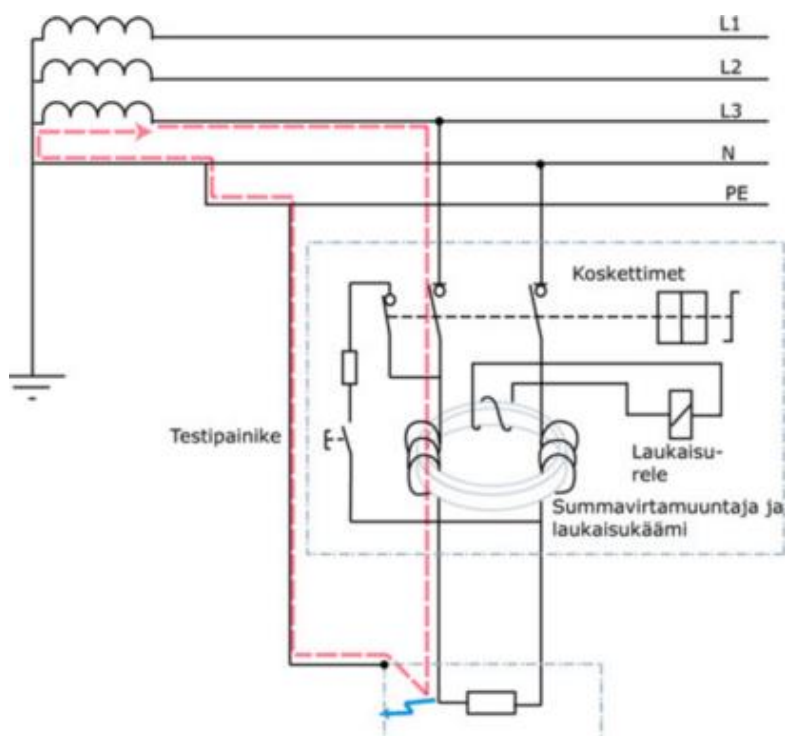 L1
L2
L3
N
PE
Koskettimet
Testipainike
Laukaisu-
rele
Summavirtamuuntaja ja
laukaisukäämi